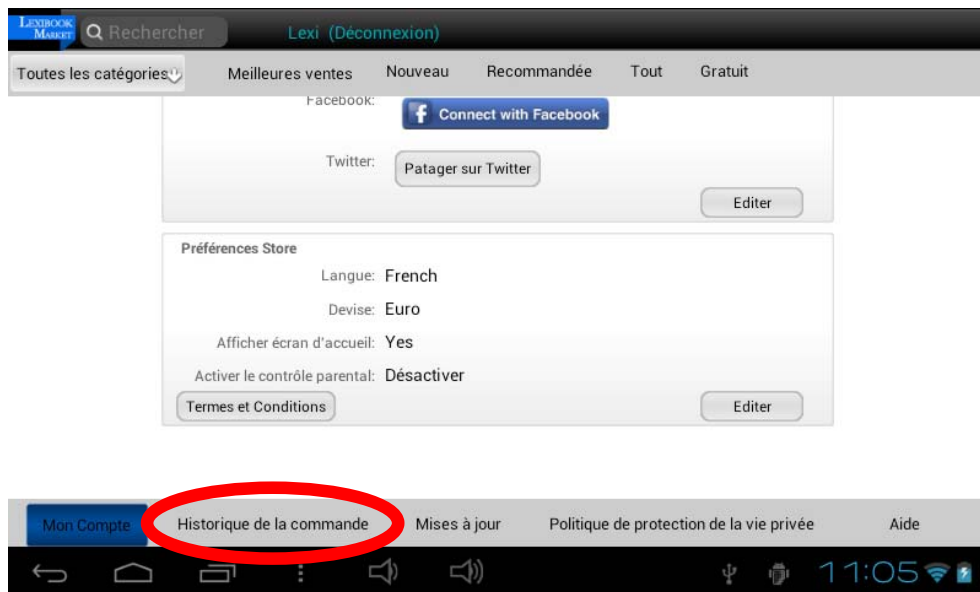 LEXIBOOK
MARKET
Rechercher
Lexi (Déconnexion)
Toutes les catégories
Meilleures ventes
Nouveau
Recommandée
Tout
Gratuit
Facebook:
f Connect with Facebook
Twitter:
Patager sur Twitter
Editer
Préférences Store
Langue: French
Devise: Euro
Afficher écran d'accueil: Yes
Activer le contrôle parental: Désactiver
Termes et Conditions
Editer
Mon Compte
Historique de la commande
Mises à jour
Politique de protection de la vie privée
Aide
11:05